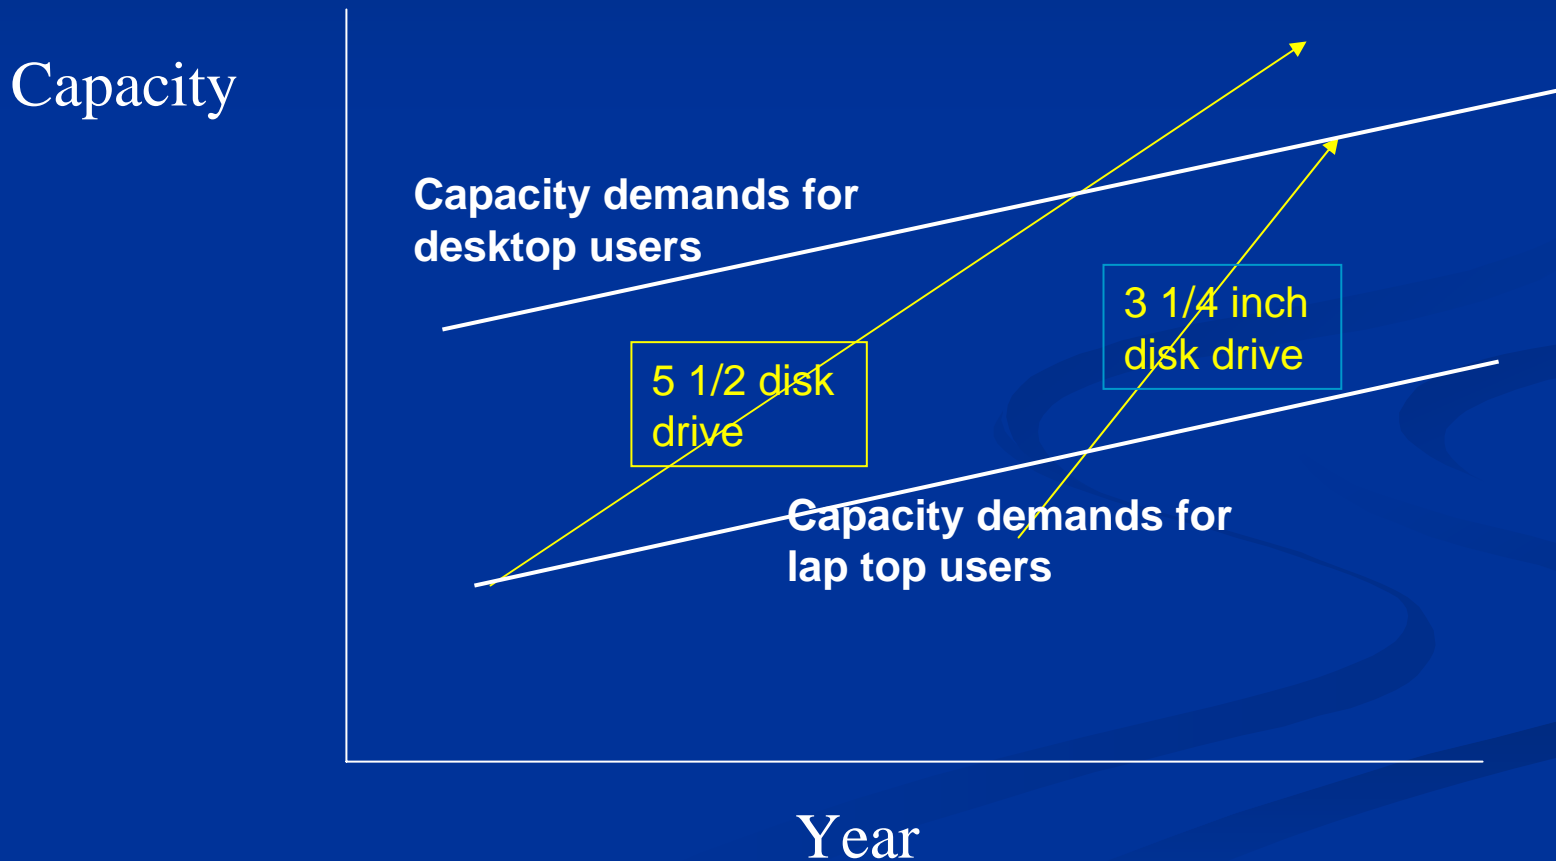 Capacity
Capacity demands for
desktop users
3 1/4 inch
disk drive
5 1/2 disk
drive
Capacity demands for
lap top users
Year